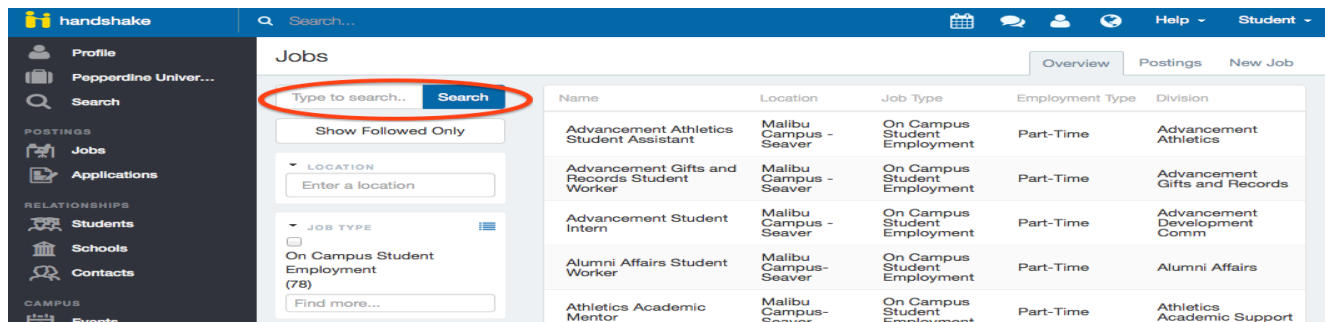 handshake
Search...
Help
Student
Profile
Pepperdine Univer...
Search
POSTINGS
Jobs
Applications
RELATIONSHIPS
Students
Schools
Contacts
CAMPUS
Events
Jobs
Overview
Postings
New Job
Type to search..
Search
Show Followed Only
LOCATION
Enter a location
JOB TYPE
On Campus Student
Employment
(78)
Find more...
Name Location Job Type Employment Type Division
Advancement Athletics
Student Assistant
Malibu
Campus -
Seaver
On Campus
Student
Employment
Part-Time
Advancement
Athletics
Advancement Gifts and
Records Student
Worker
Malibu
Campus -
Seaver
On Campus
Student
Employment
Part-Time
Advancement
Gifts and Records
Advancement Student
Intern
Malibu
Campus -
Seaver
On Campus
Student
Employment
Part-Time
Advancement
Development
Comm
Alumni Affairs Student
Worker
Malibu
Campus-
Seaver
On Campus
Student
Employment
Part-Time
Alumni Affairs
Athletics Academic
Mentor
Malibu
Campus-
Seaver
On Campus
Student
Employment
Part-Time
Athletics
Academic Support